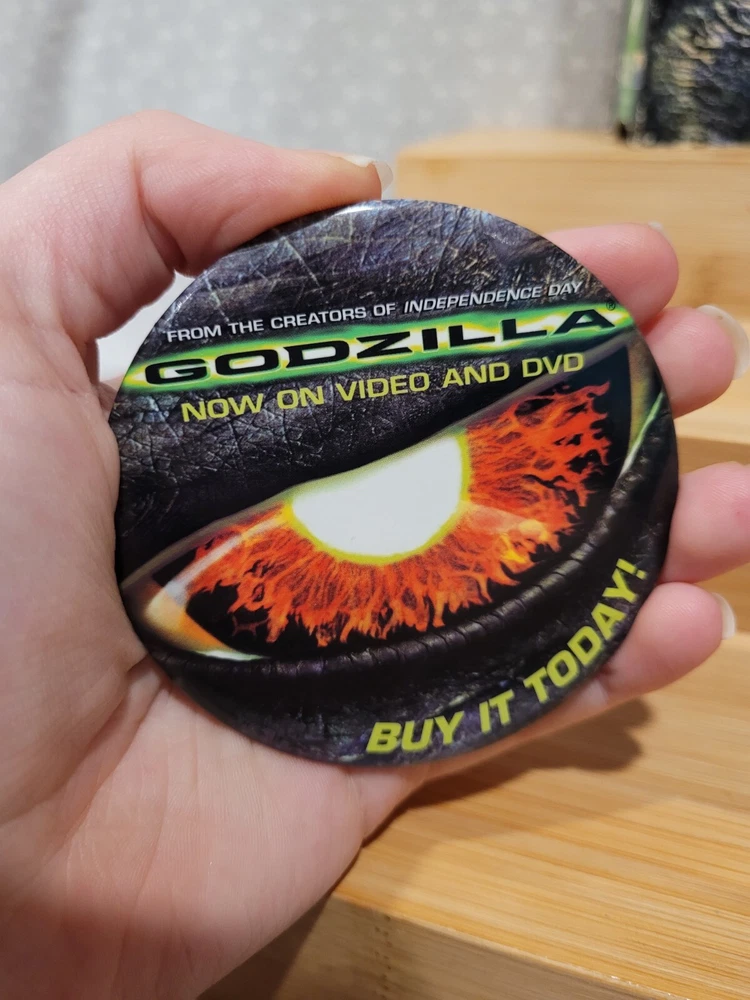 FROM THE CREATORS OF INDEPENDENCE DAY
GODZILLA®
NOW ON VIDEO AND DVD
BUY IT TODAY!